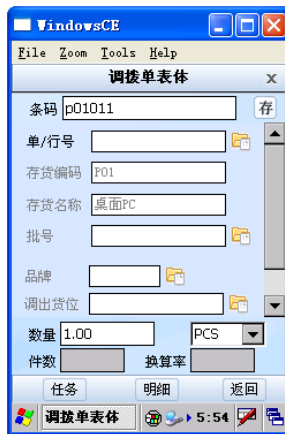 WindowsCE
File Zoom Tools Help
调拨单表体 x
条码 p01011 存
单/行号
存货编码 P01
存货名称 桌面PC
批号
品牌
调出货位
数量 1.00 PCS
件数 换算率
任务 明细 返回
调拨单表体 5:54